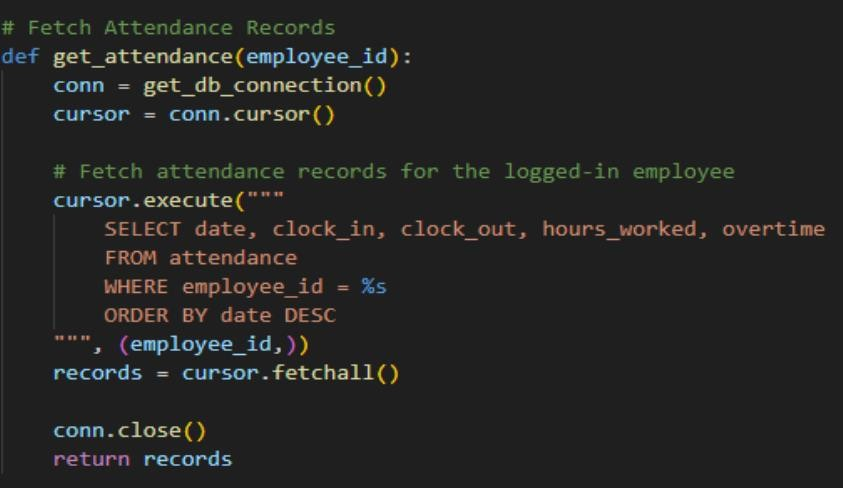 # Fetch Attendance Records
def get_attendance(employee_id):
    conn = get_db_connection()
    cursor = conn.cursor()

    # Fetch attendance records for the logged-in employee
    cursor.execute("""
        SELECT date, clock_in, clock_out, hours_worked, overtime
        FROM attendance
        WHERE employee_id = %s
        ORDER BY date DESC
    """, (employee_id,))
    records = cursor.fetchall()

    conn.close()
    return records